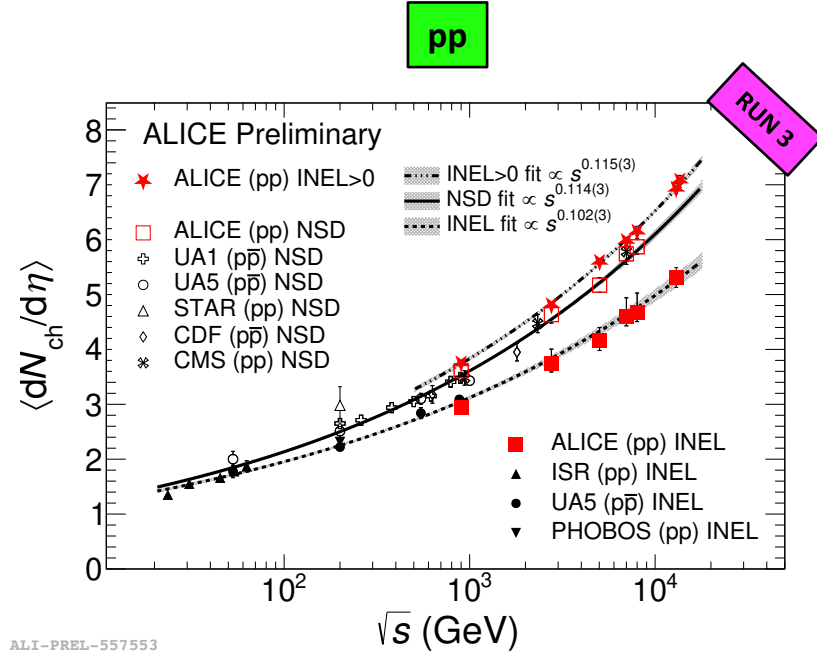 pp
RUN 3
ALICE Preliminary
ALICE (pp) INEL>0
ALICE (pp) NSD
UA1 (pp̅) NSD
UA5 (pp̅) NSD
STAR (pp) NSD
CDF (pp̅) NSD
CMS (pp) NSD
INEL>0 fit ∝ s^0.115(3)
NSD fit ∝ s^0.114(3)
INEL fit ∝ s^0.102(3)
ALICE (pp) INEL
ISR (pp) INEL
UA5 (pp̅) INEL
PHOBOS (pp) INEL
⟨dN_ch/dη⟩
8
7
6
5
4
3
2
1
0
10^2 10^3 10^4
√s (GeV)
ALI-PREL-557553